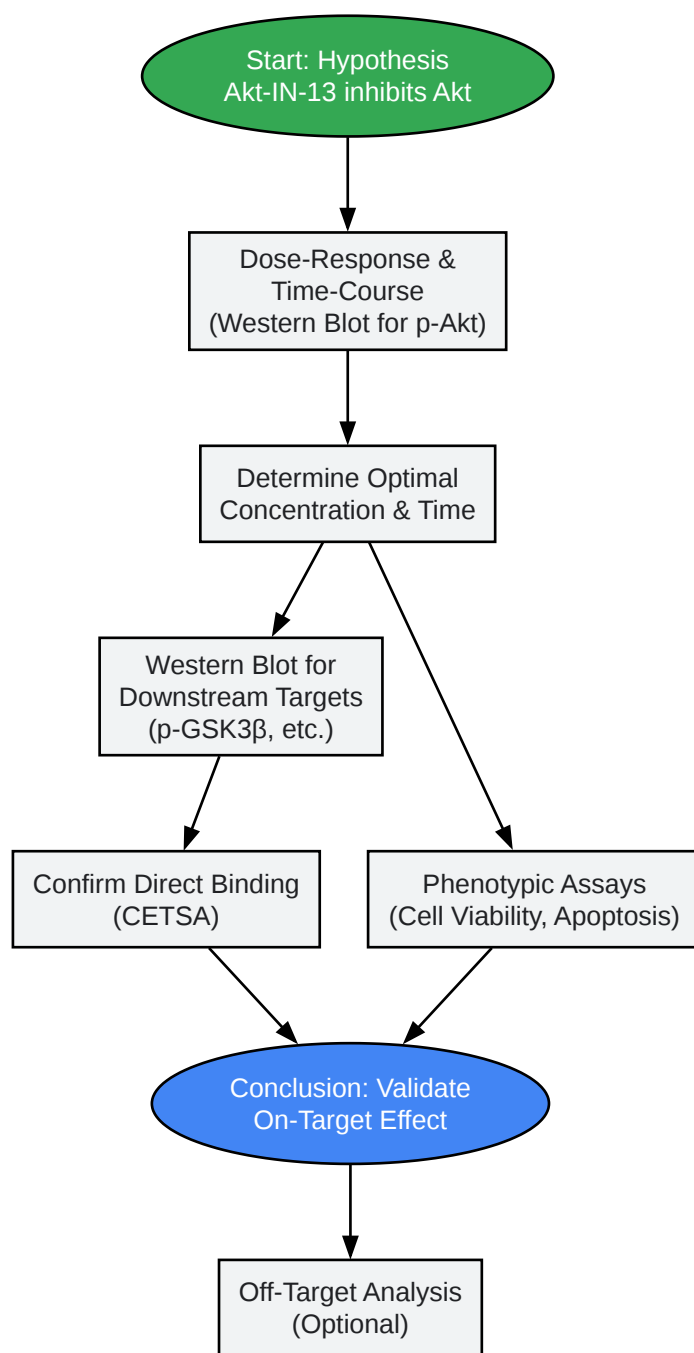 Start: Hypothesis
Akt-IN-13 inhibits Akt
Dose-Response &
Time-Course
(Western Blot for p-Akt)
Determine Optimal
Concentration & Time
Western Blot for
Downstream Targets
(p-GSK3β, etc.)
Confirm Direct Binding
(CETSA)
Phenotypic Assays
(Cell Viability, Apoptosis)
Conclusion: Validate
On-Target Effect
Off-Target Analysis
(Optional)